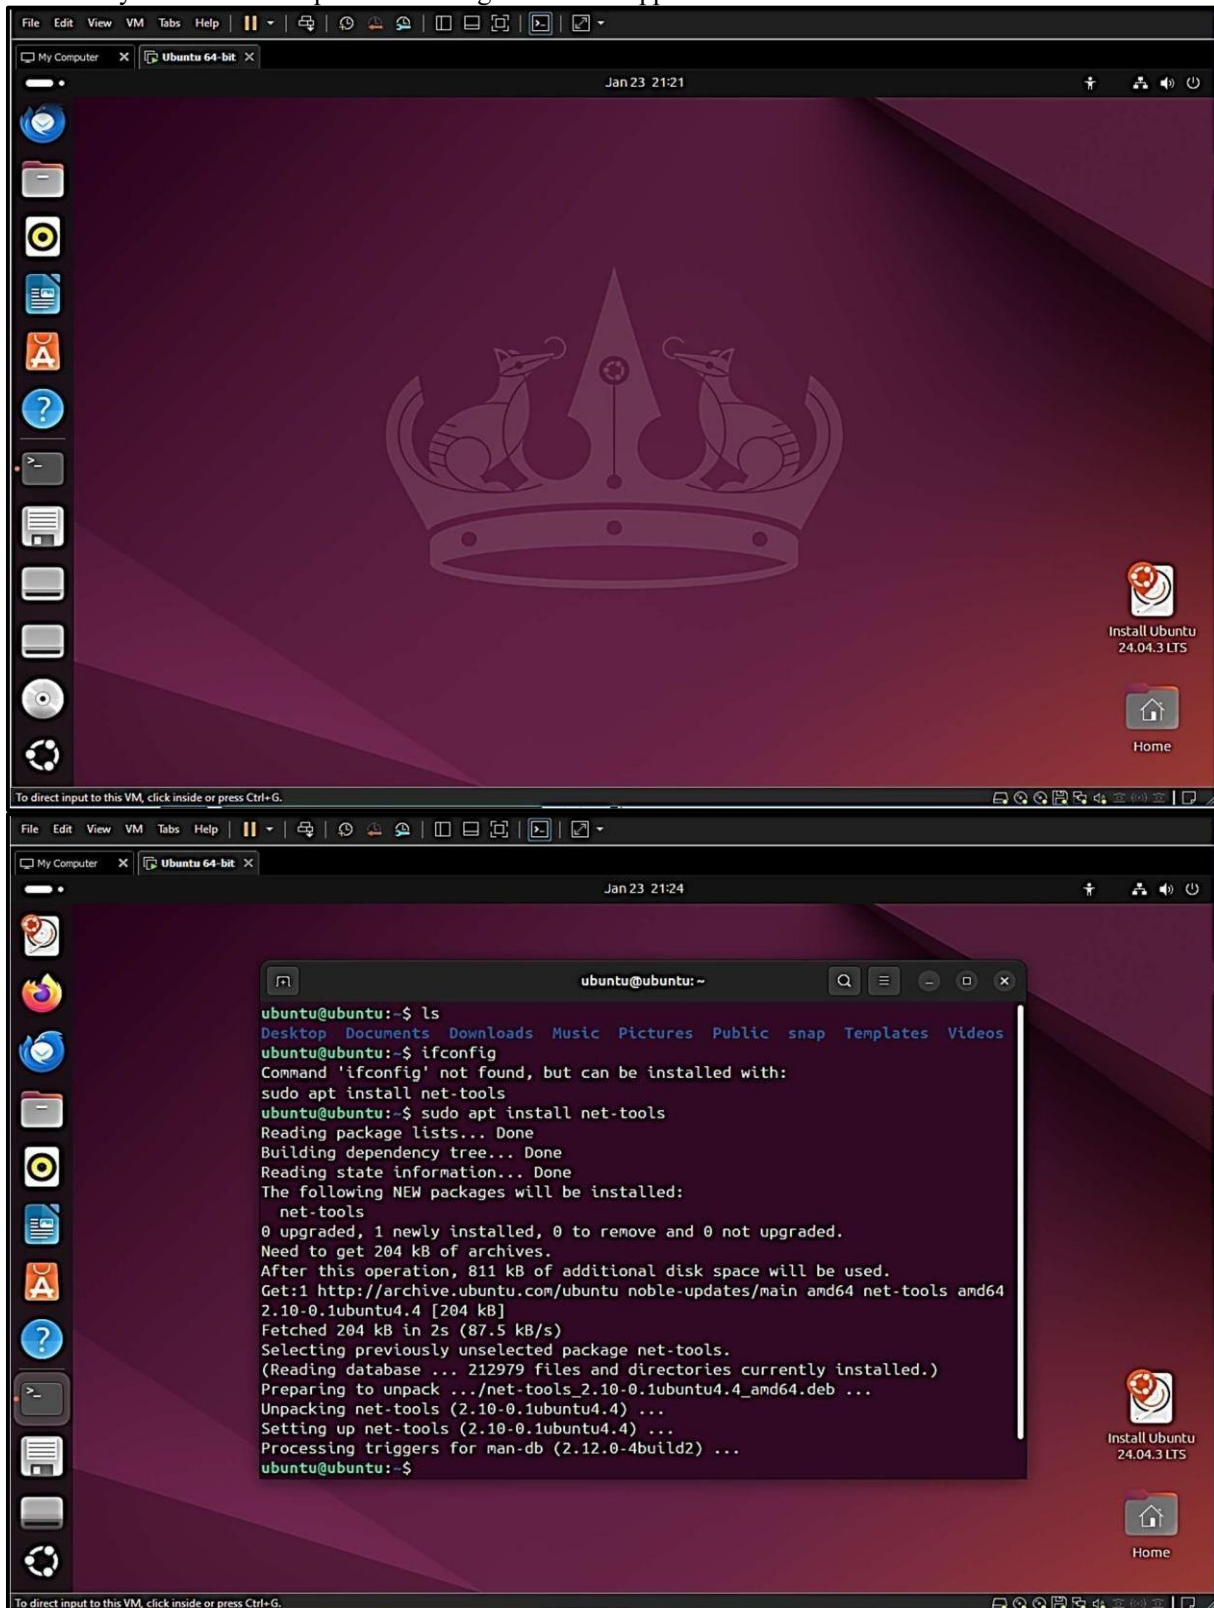 File Edit View VM Tabs Help
My Computer Ubuntu 64-bit
Jan 23 21:21
Install Ubuntu
24.04.3 LTS
Home
To direct input to this VM, click inside or press Ctrl+G.
File Edit View VM Tabs Help
My Computer Ubuntu 64-bit
Jan 23 21:24
ubuntu@ubuntu: ~
ubuntu@ubuntu:~$ ls
Desktop Documents Downloads Music Pictures Public snap Templates Videos
ubuntu@ubuntu:~$ ifconfig
Command 'ifconfig' not found, but can be installed with:
sudo apt install net-tools
ubuntu@ubuntu:~$ sudo apt install net-tools
Reading package lists... Done
Building dependency tree... Done
Reading state information... Done
The following NEW packages will be installed:
net-tools
0 upgraded, 1 newly installed, 0 to remove and 0 not upgraded.
Need to get 204 kB of archives.
After this operation, 811 kB of additional disk space will be used.
Get:1 http://archive.ubuntu.com/ubuntu noble-updates/main amd64 net-tools amd64
2.10-0.1ubuntu4.4 [204 kB]
Fetched 204 kB in 2s (87.5 kB/s)
Selecting previously unselected package net-tools.
(Reading database ... 212979 files and directories currently installed.)
Preparing to unpack .../net-tools_2.10-0.1ubuntu4.4_amd64.deb ...
Unpacking net-tools (2.10-0.1ubuntu4.4) ...
Setting up net-tools (2.10-0.1ubuntu4.4) ...
Processing triggers for man-db (2.12.0-4build2) ...
ubuntu@ubuntu:~$
Install Ubuntu
24.04.3 LTS
Home
To direct input to this VM, click inside or press Ctrl+G.